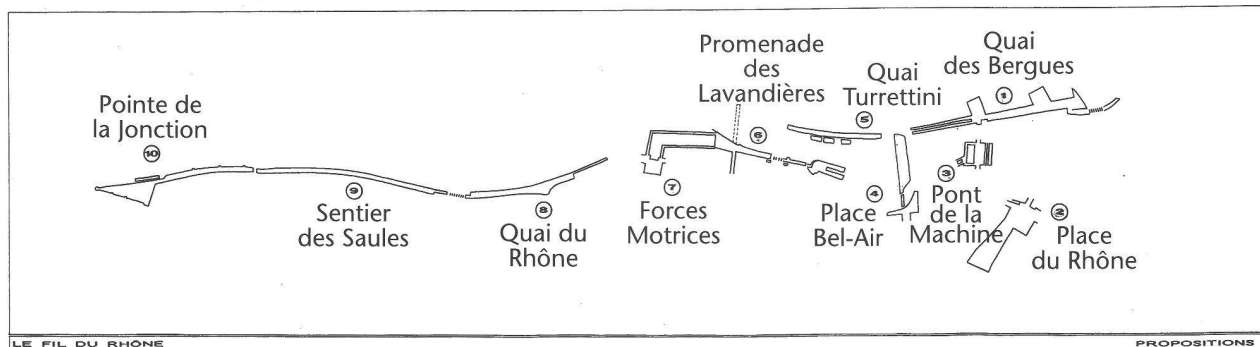 Quai
des Bergues
1
Promenade
des
Lavandières
6
Quai
Turrettini
5
Pointe de
la Jonction
10
9
Sentier
des Saules
8
Quai du
Rhône
7
Forces
Motrices
4
Place
Bel-Air
3
Pont
de la
Machine
2
Place
du Rhône
LE FIL DU RHÔNE
PROPOSITIONS